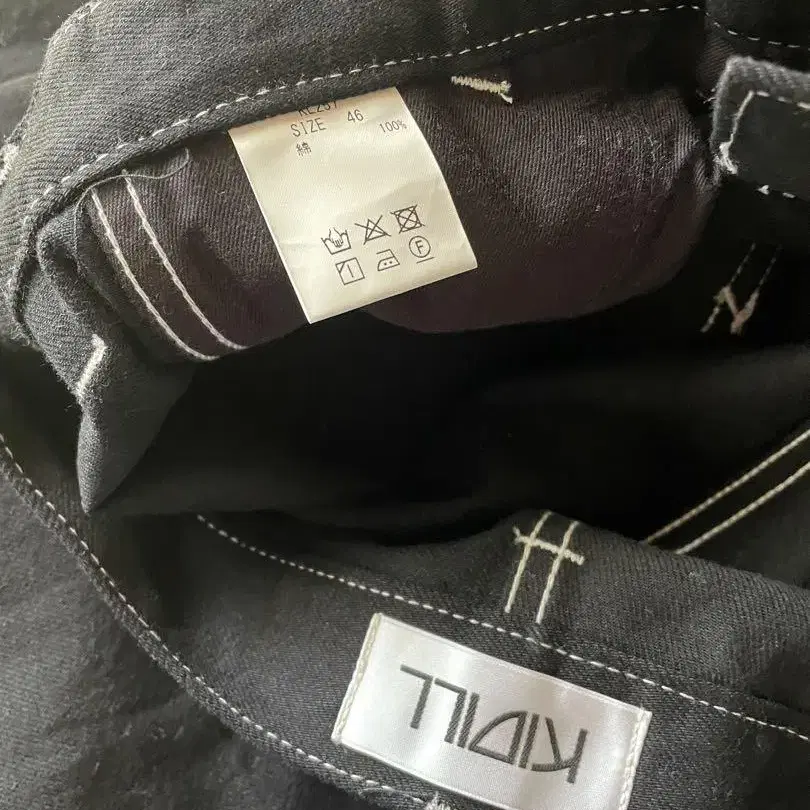 SIZE 46
綿 100%
F
KIDILL